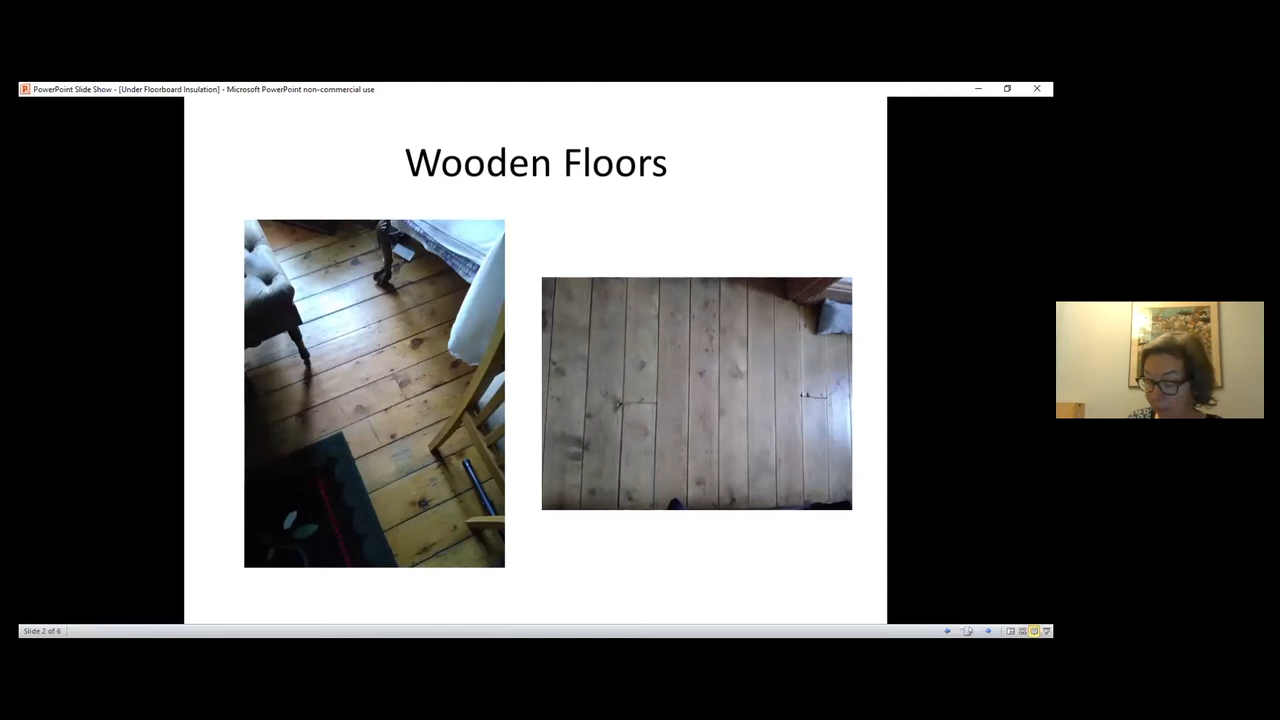 PowerPoint Slide Show - [Under Floorboard Insulation] - Microsoft PowerPoint non-commercial use
Wooden Floors
Slide 2 of 6